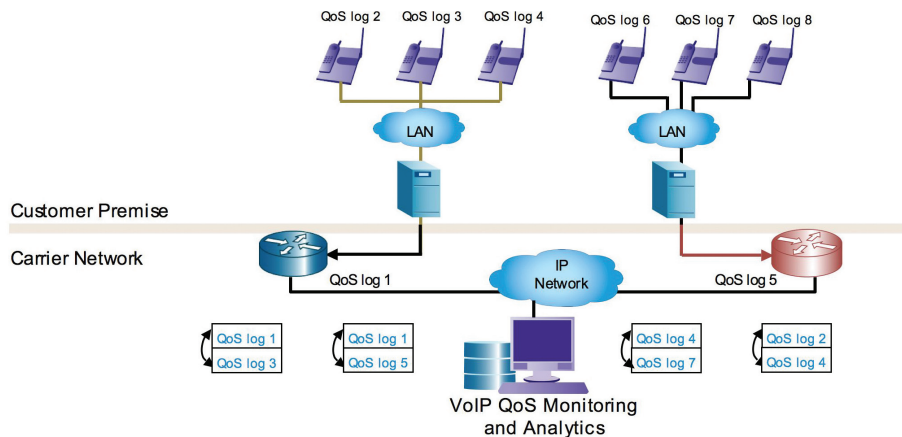 QoS log 2
QoS log 3
QoS log 4
QoS log 6
QoS log 7
QoS log 8
LAN
LAN
Customer Premise
Carrier Network
IP
Network
QoS log 1
QoS log 5
QoS log 1
QoS log 3
QoS log 1
QoS log 5
QoS log 4
QoS log 7
QoS log 2
QoS log 4
VoIP QoS Monitoring
and Analytics